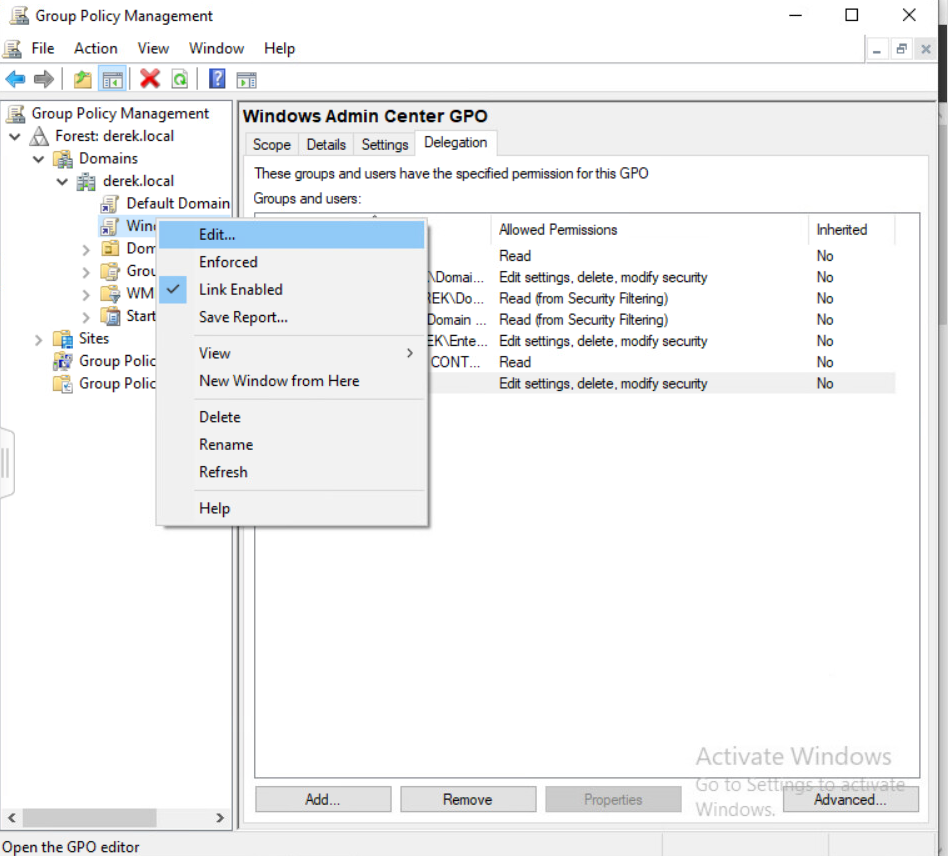 Group Policy Management
File Action View Window Help
Group Policy Management
Forest: derek.local
Domains
derek.local
Default Domain
Wind
Dom
Grou
WM
Start
Sites
Group Polic
Group Polic
Edit...
Enforced
Link Enabled
Save Report...
View
New Window from Here
Delete
Rename
Refresh
Help
Windows Admin Center GPO
Scope Details Settings Delegation
These groups and users have the specified permission for this GPO
Groups and users:
Allowed Permissions Inherited
Read No
\Domai... Edit settings, delete, modify security No
REK\Do... Read (from Security Filtering) No
Domain ... Read (from Security Filtering) No
EK\Ente... Edit settings, delete, modify security No
CONT... Read No
Edit settings, delete, modify security No
Activate Windows
Go to Settings to activate
Windows.
Add... Remove Properties Advanced...
Open the GPO editor